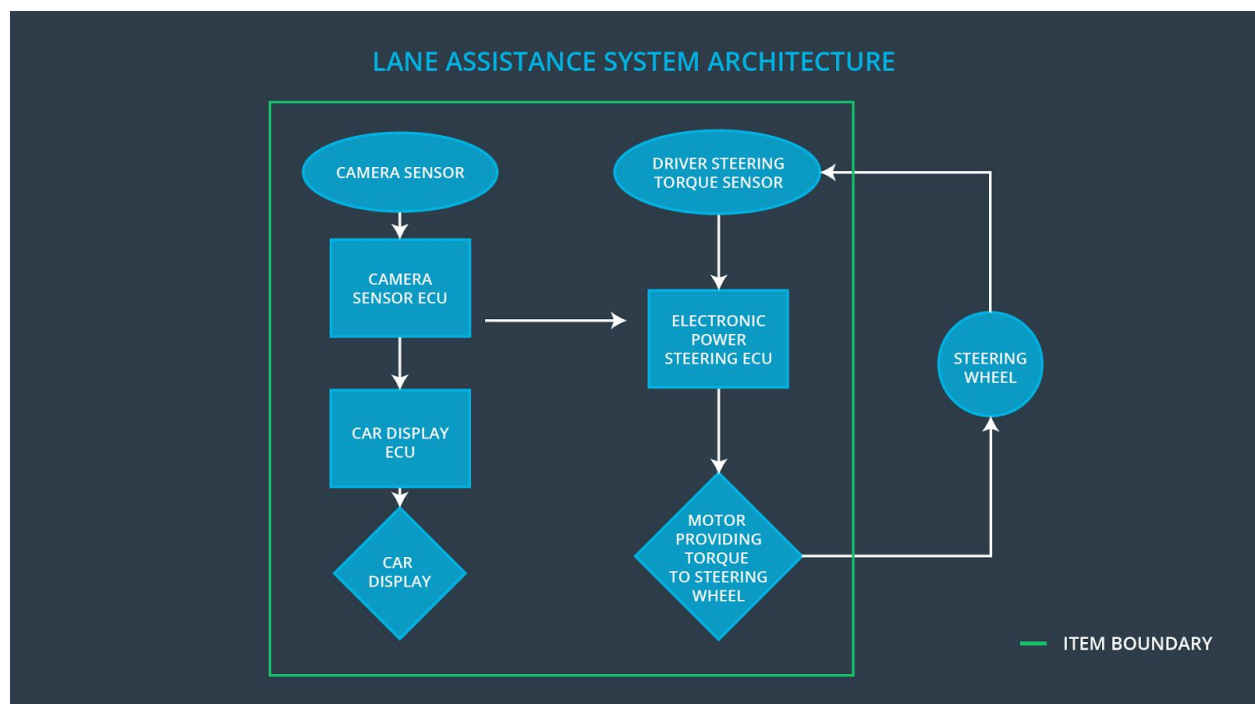 LANE ASSISTANCE SYSTEM ARCHITECTURE
CAMERA SENSOR
CAMERA
SENSOR ECU
CAR DISPLAY
ECU
CAR
DISPLAY
DRIVER STEERING
TORQUE SENSOR
ELECTRONIC
POWER
STEERING ECU
MOTOR
PROVIDING
TORQUE
TO STEERING
WHEEL
STEERING
WHEEL
ITEM BOUNDARY